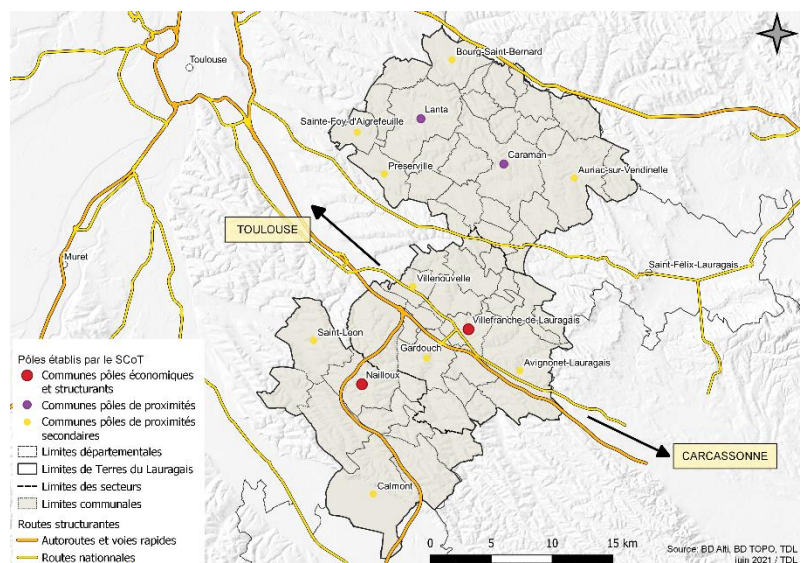 Toulouse
Bourg-Saint-Bernard
Lanta
Sainte-Foy-d'Aigrefeuille
Caraman
Préserville
Auriac-sur-Vendinelle
TOULOUSE
Muret
Saint-Félix-Lauragais
Villenouvelle
Villefranche-de-Lauragais
Saint-Léon
Gardouch
Avignonet-Lauragais
Nailloux
CARCASSONNE
Calmont
Pôles établis par le SCoT
Communes pôles économiques
et structurants
Communes pôles de proximités
Communes pôles de proximités
secondaires
Limites départementales
Limites de Terres du Lauragais
Limites des secteurs
Limites communales
Routes structurantes
Autoroutes et voies rapides
Routes nationnales
0 5 10 15 km
Source: BD Alti, BD TOPO, TDL
juin 2021 / TDL